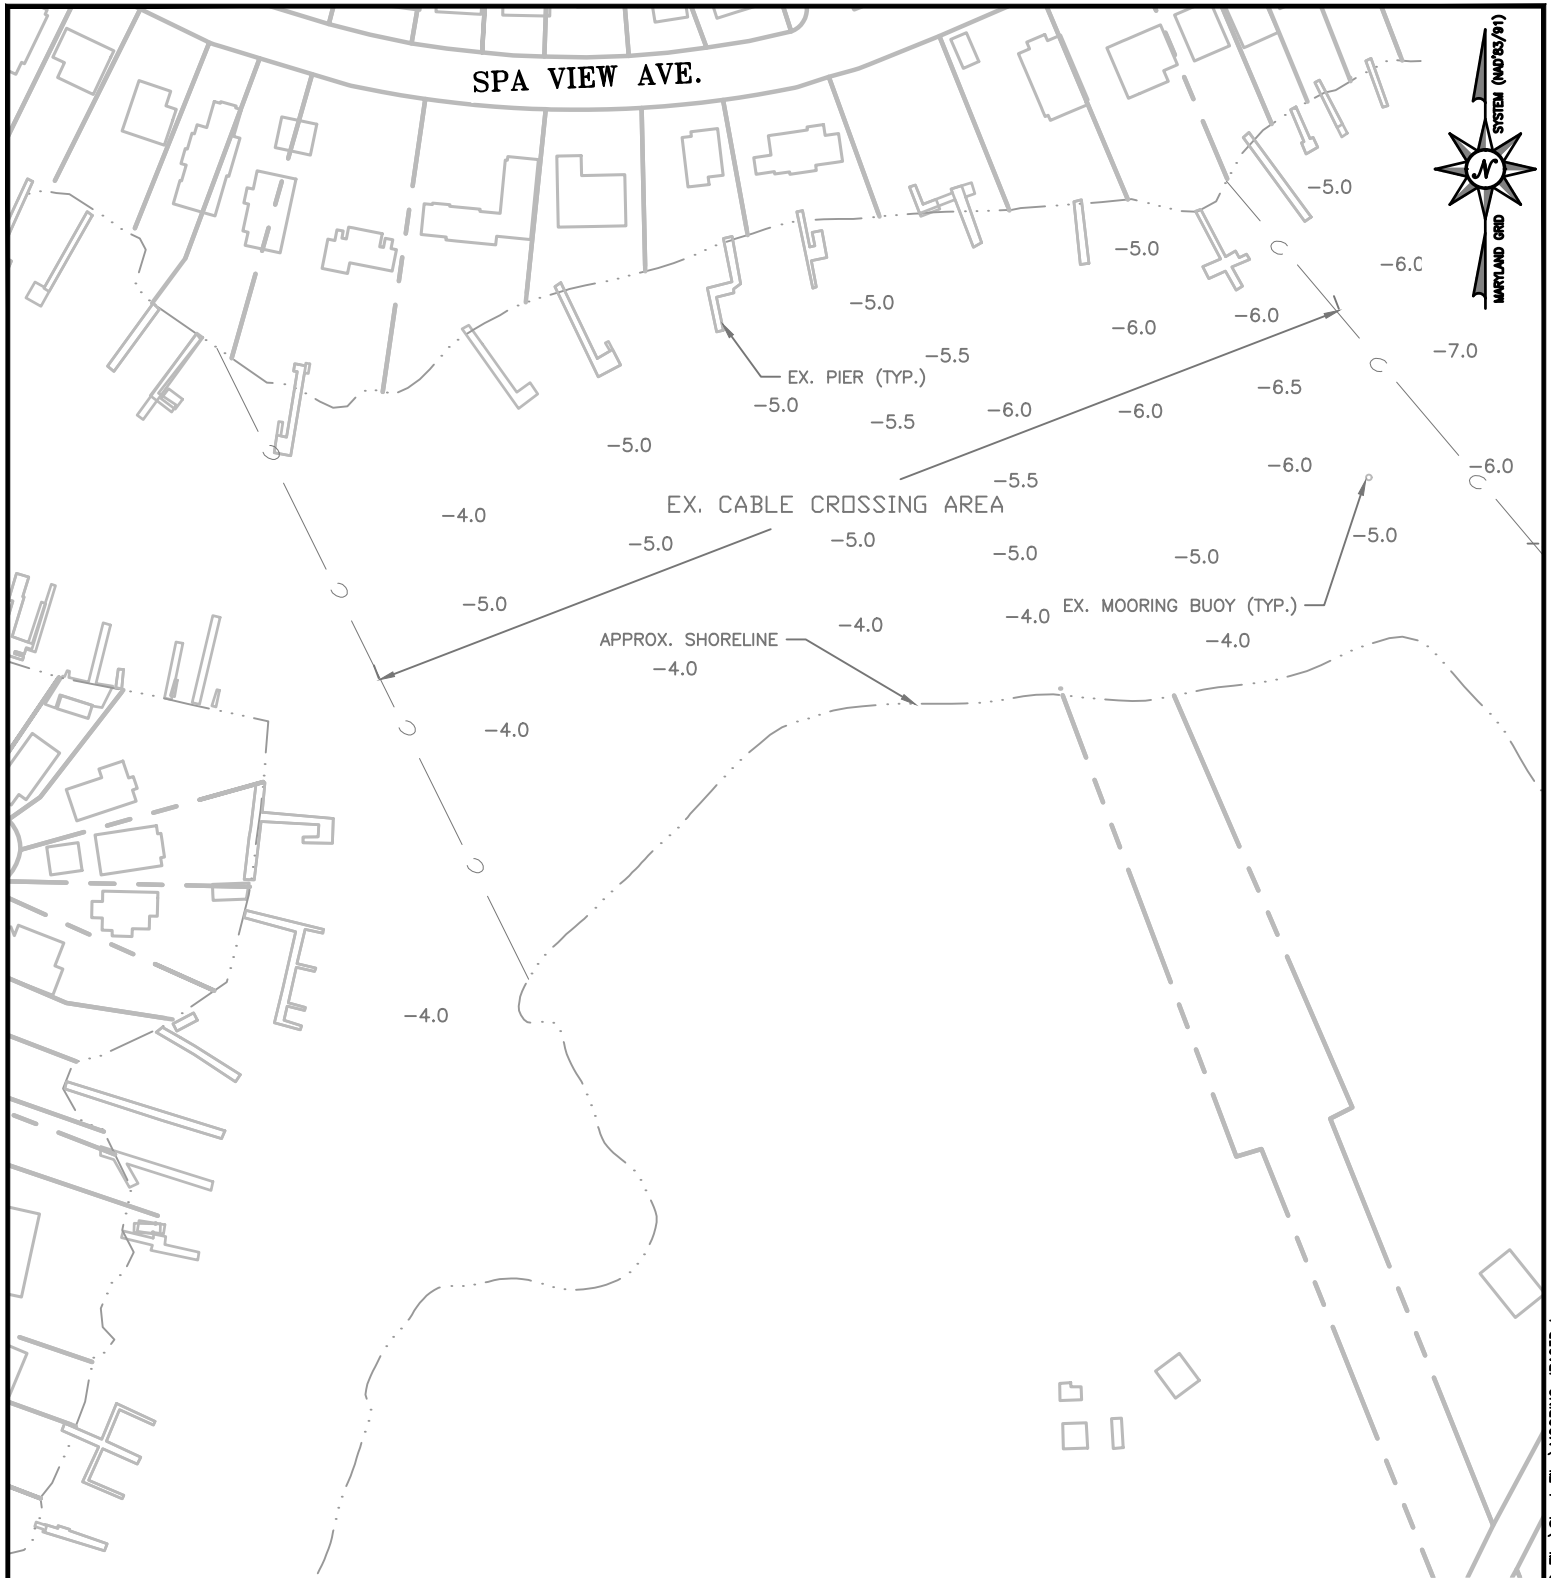 SPA VIEW AVE.
SYSTEM (NAD'83/91)
N
MARYLAND GRID
-5.0
-5.0
-6.0
-5.0
-6.0
-6.0
-7.0
-5.5
EX. PIER (TYP.)
-6.5
-5.0
-6.0
-6.0
-5.5
-5.0
-6.0
-6.0
-5.5
EX. CABLE CROSSING AREA
-4.0
-5.0
-5.0
-5.0
-5.0
-5.0
-5.0
EX. MOORING BUOY (TYP.)
-4.0
-4.0
APPROX. SHORELINE
-4.0
-4.0
-4.0
-4.0
C
C
C
C
C
C
C